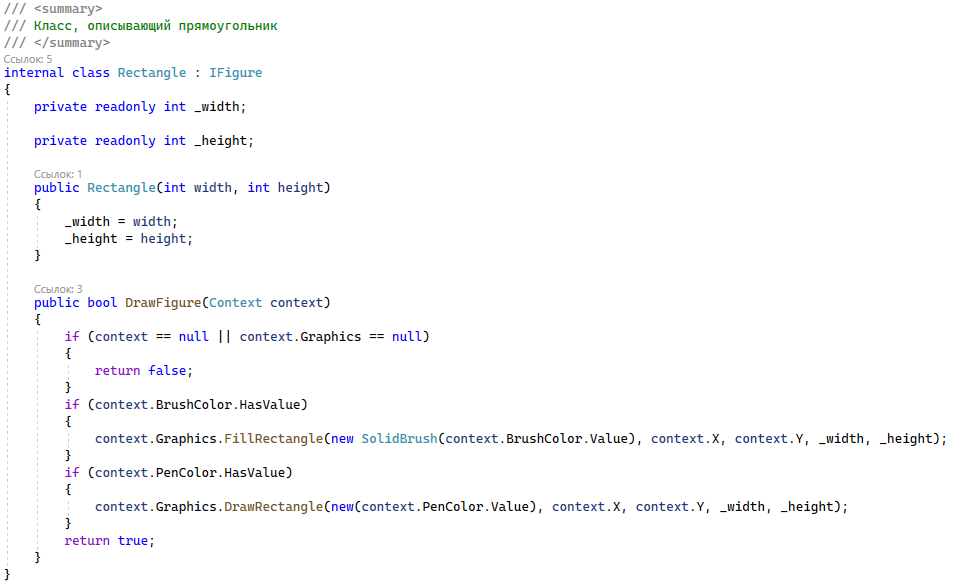 /// <summary>
/// Класс, описывающий прямоугольник
/// </summary>
Ссылок: 5
internal class Rectangle : IFigure
{
    private readonly int _width;

    private readonly int _height;

    Ссылок: 1
    public Rectangle(int width, int height)
    {
        _width = width;
        _height = height;
    }

    Ссылок: 3
    public bool DrawFigure(Context context)
    {
        if (context == null || context.Graphics == null)
        {
            return false;
        }
        if (context.BrushColor.HasValue)
        {
            context.Graphics.FillRectangle(new SolidBrush(context.BrushColor.Value), context.X, context.Y, _width, _height);
        }
        if (context.PenColor.HasValue)
        {
            context.Graphics.DrawRectangle(new(context.PenColor.Value), context.X, context.Y, _width, _height);
        }
        return true;
    }
}